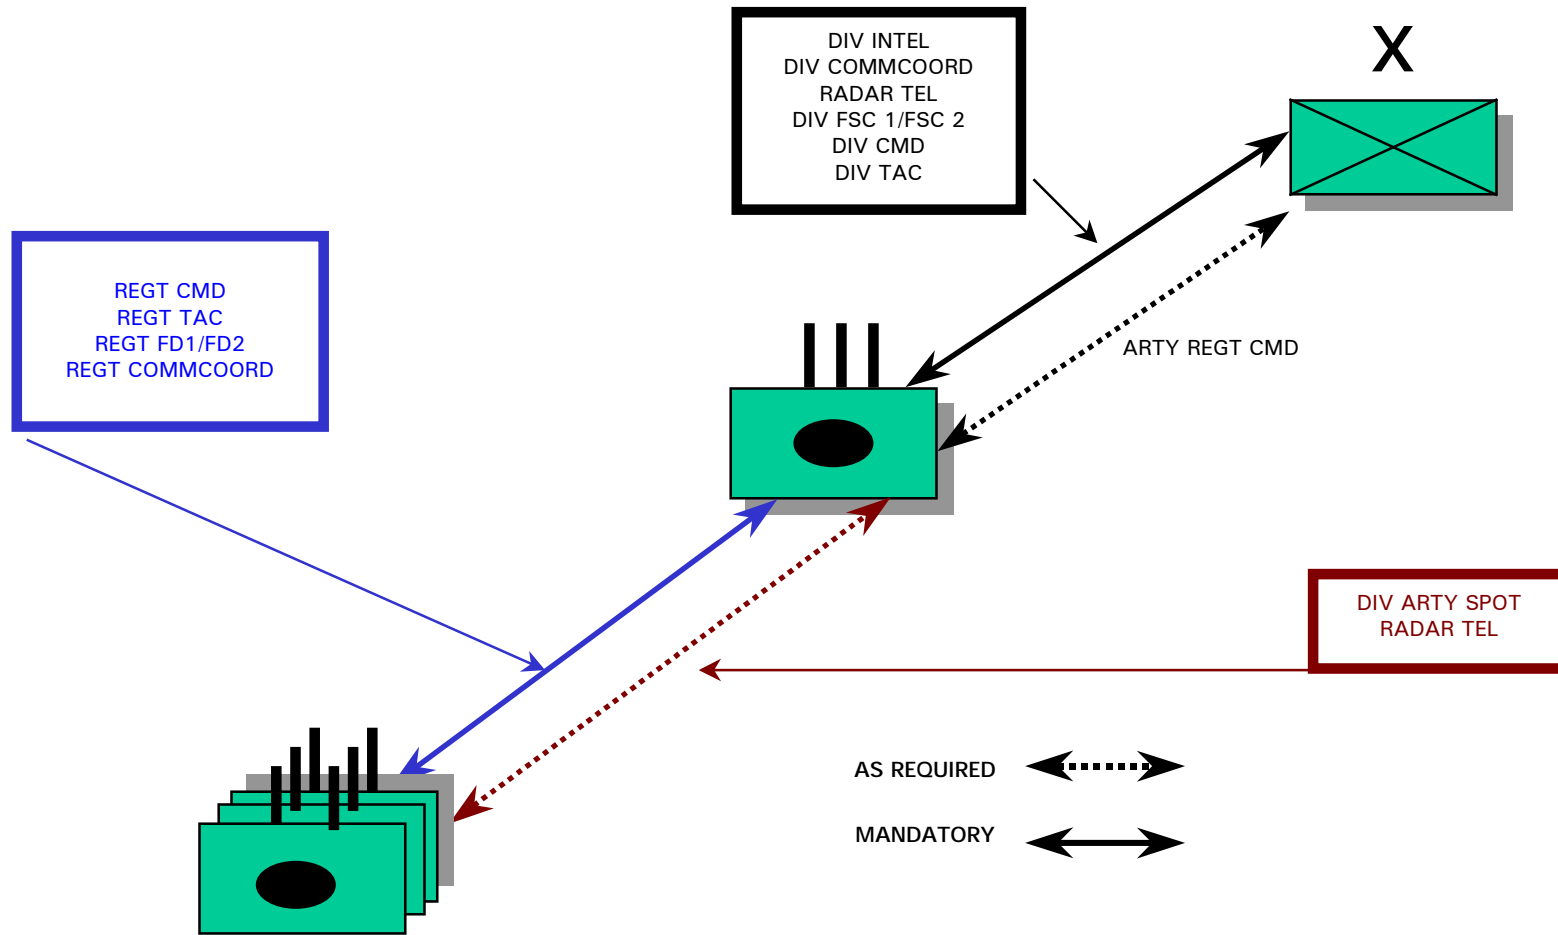 DIV INTEL
DIV COMMCOORD
RADAR TEL
DIV FSC 1/FSC 2
DIV CMD
DIV TAC
X
REGT CMD
REGT TAC
REGT FD1/FD2
REGT COMMCOORD
ARTY REGT CMD
DIV ARTY SPOT
RADAR TEL
AS REQUIRED
MANDATORY